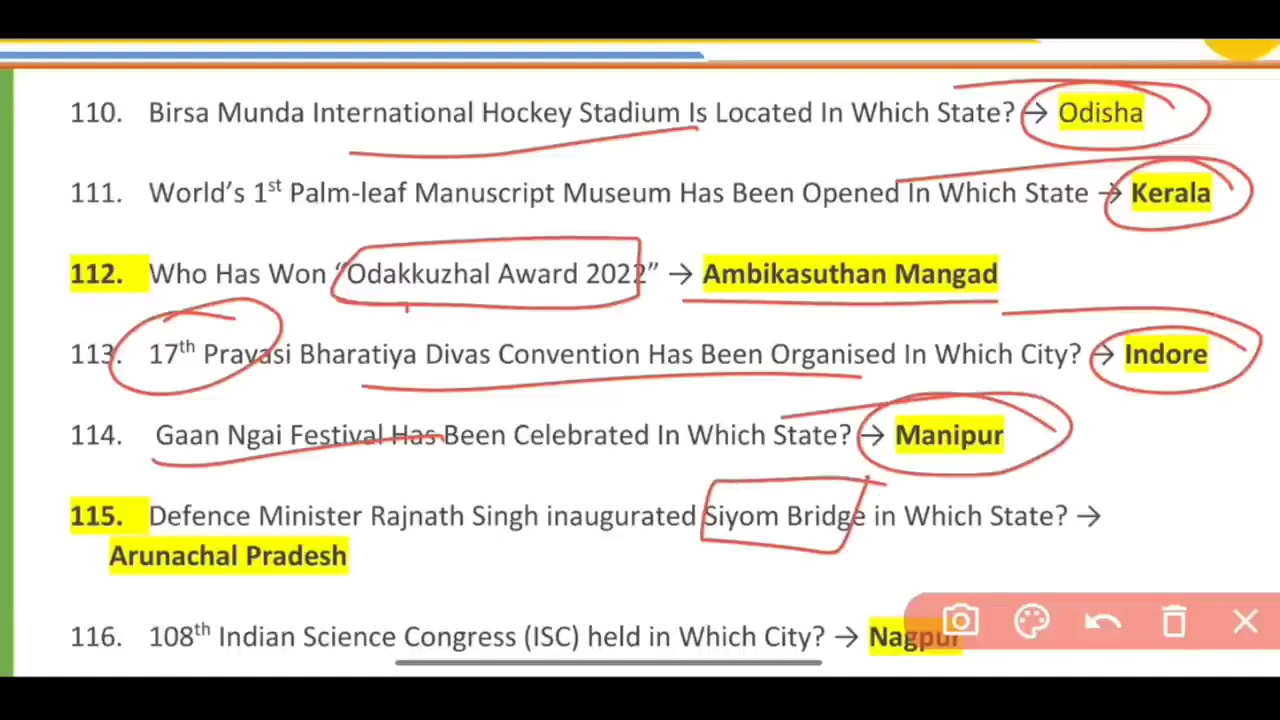 110. Birsa Munda International Hockey Stadium Is Located In Which State? → Odisha
111. World's 1st Palm-leaf Manuscript Museum Has Been Opened In Which State → Kerala
112. Who Has Won "Odakkuzhal Award 2022" → Ambikasuthan Mangad
113. 17th Pravasi Bharatiya Divas Convention Has Been Organised In Which City? → Indore
114. Gaan Ngai Festival Has Been Celebrated In Which State? → Manipur
115. Defence Minister Rajnath Singh inaugurated Siyom Bridge in Which State? →
Arunachal Pradesh
116. 108th Indian Science Congress (ISC) held in Which City? → Nagpur